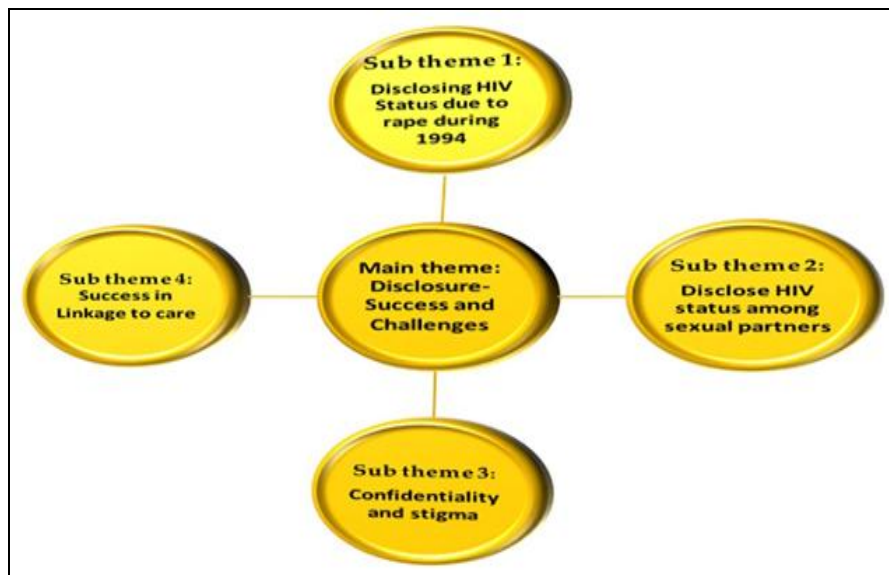 Sub theme 1:
Disclosing HIV
Status due to
rape during
1994
Main theme:
Disclosure-
Success and
Challenges
Sub theme 2:
Disclose HIV
status among
sexual partners
Sub theme 3:
Confidentiality
and stigma
Sub theme 4:
Success in
Linkage to care